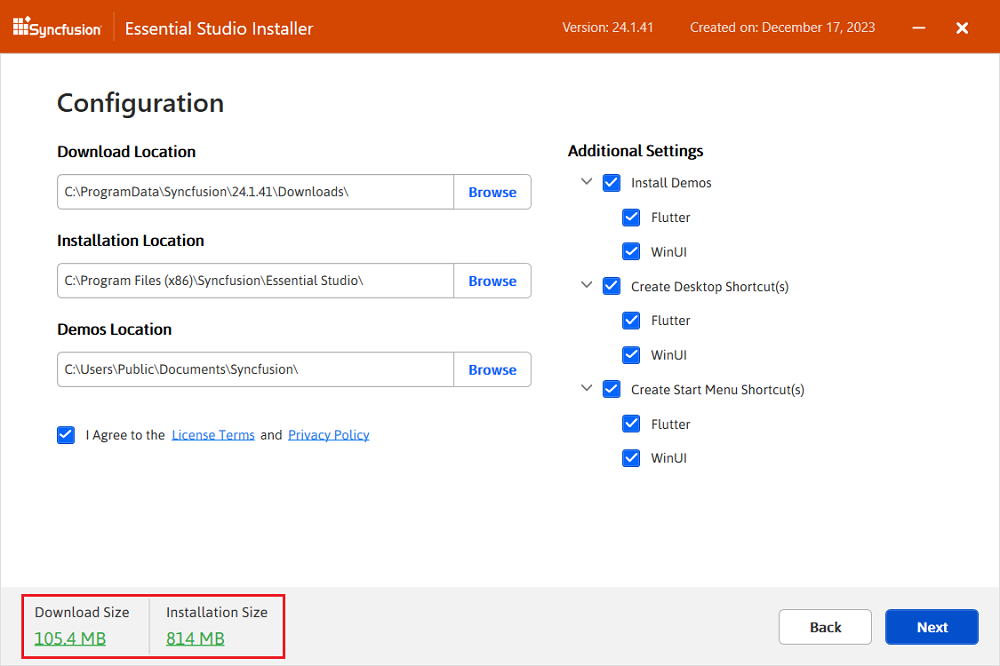 Syncfusion Essential Studio Installer Version: 24.1.41 Created on: December 17, 2023
Configuration
Download Location
C:\ProgramData\Syncfusion\24.1.41\Downloads\ Browse
Installation Location
C:\Program Files (x86)\Syncfusion\Essential Studio\ Browse
Demos Location
C:\Users\Public\Documents\Syncfusion\ Browse
I Agree to the License Terms and Privacy Policy
Additional Settings
Install Demos
Flutter
WinUI
Create Desktop Shortcut(s)
Flutter
WinUI
Create Start Menu Shortcut(s)
Flutter
WinUI
Download Size
105.4 MB
Installation Size
814 MB
Back Next